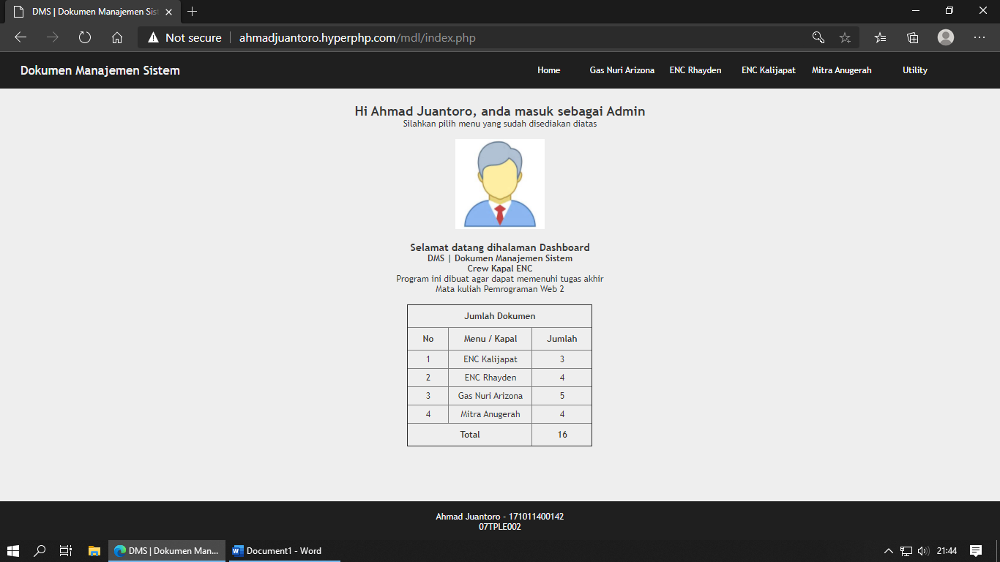 DMS | Dokumen Manajemen Sis
Not secure
ahmadjuantoro.hyperphp.com/mdl/index.php
Dokumen Manajemen Sistem
Home Gas Nuri Arizona ENC Rhayden ENC Kalijapat Mitra Anugerah Utility
Hi Ahmad Juantoro, anda masuk sebagai Admin
Silahkan pilih menu yang sudah disediakan diatas
Selamat datang dihalaman Dashboard
DMS | Dokumen Manajemen Sistem
Crew Kapal ENC
Program ini dibuat agar dapat memenuhi tugas akhir
Mata kuliah Pemrograman Web 2
Jumlah Dokumen
No Menu / Kapal Jumlah
1 ENC Kalijapat 3
2 ENC Rhayden 4
3 Gas Nuri Arizona 5
4 Mitra Anugerah 4
Total 16
Ahmad Juantoro - 171011400142
07TPLE002
DMS | Dokumen Man... Document1 - Word 21:44